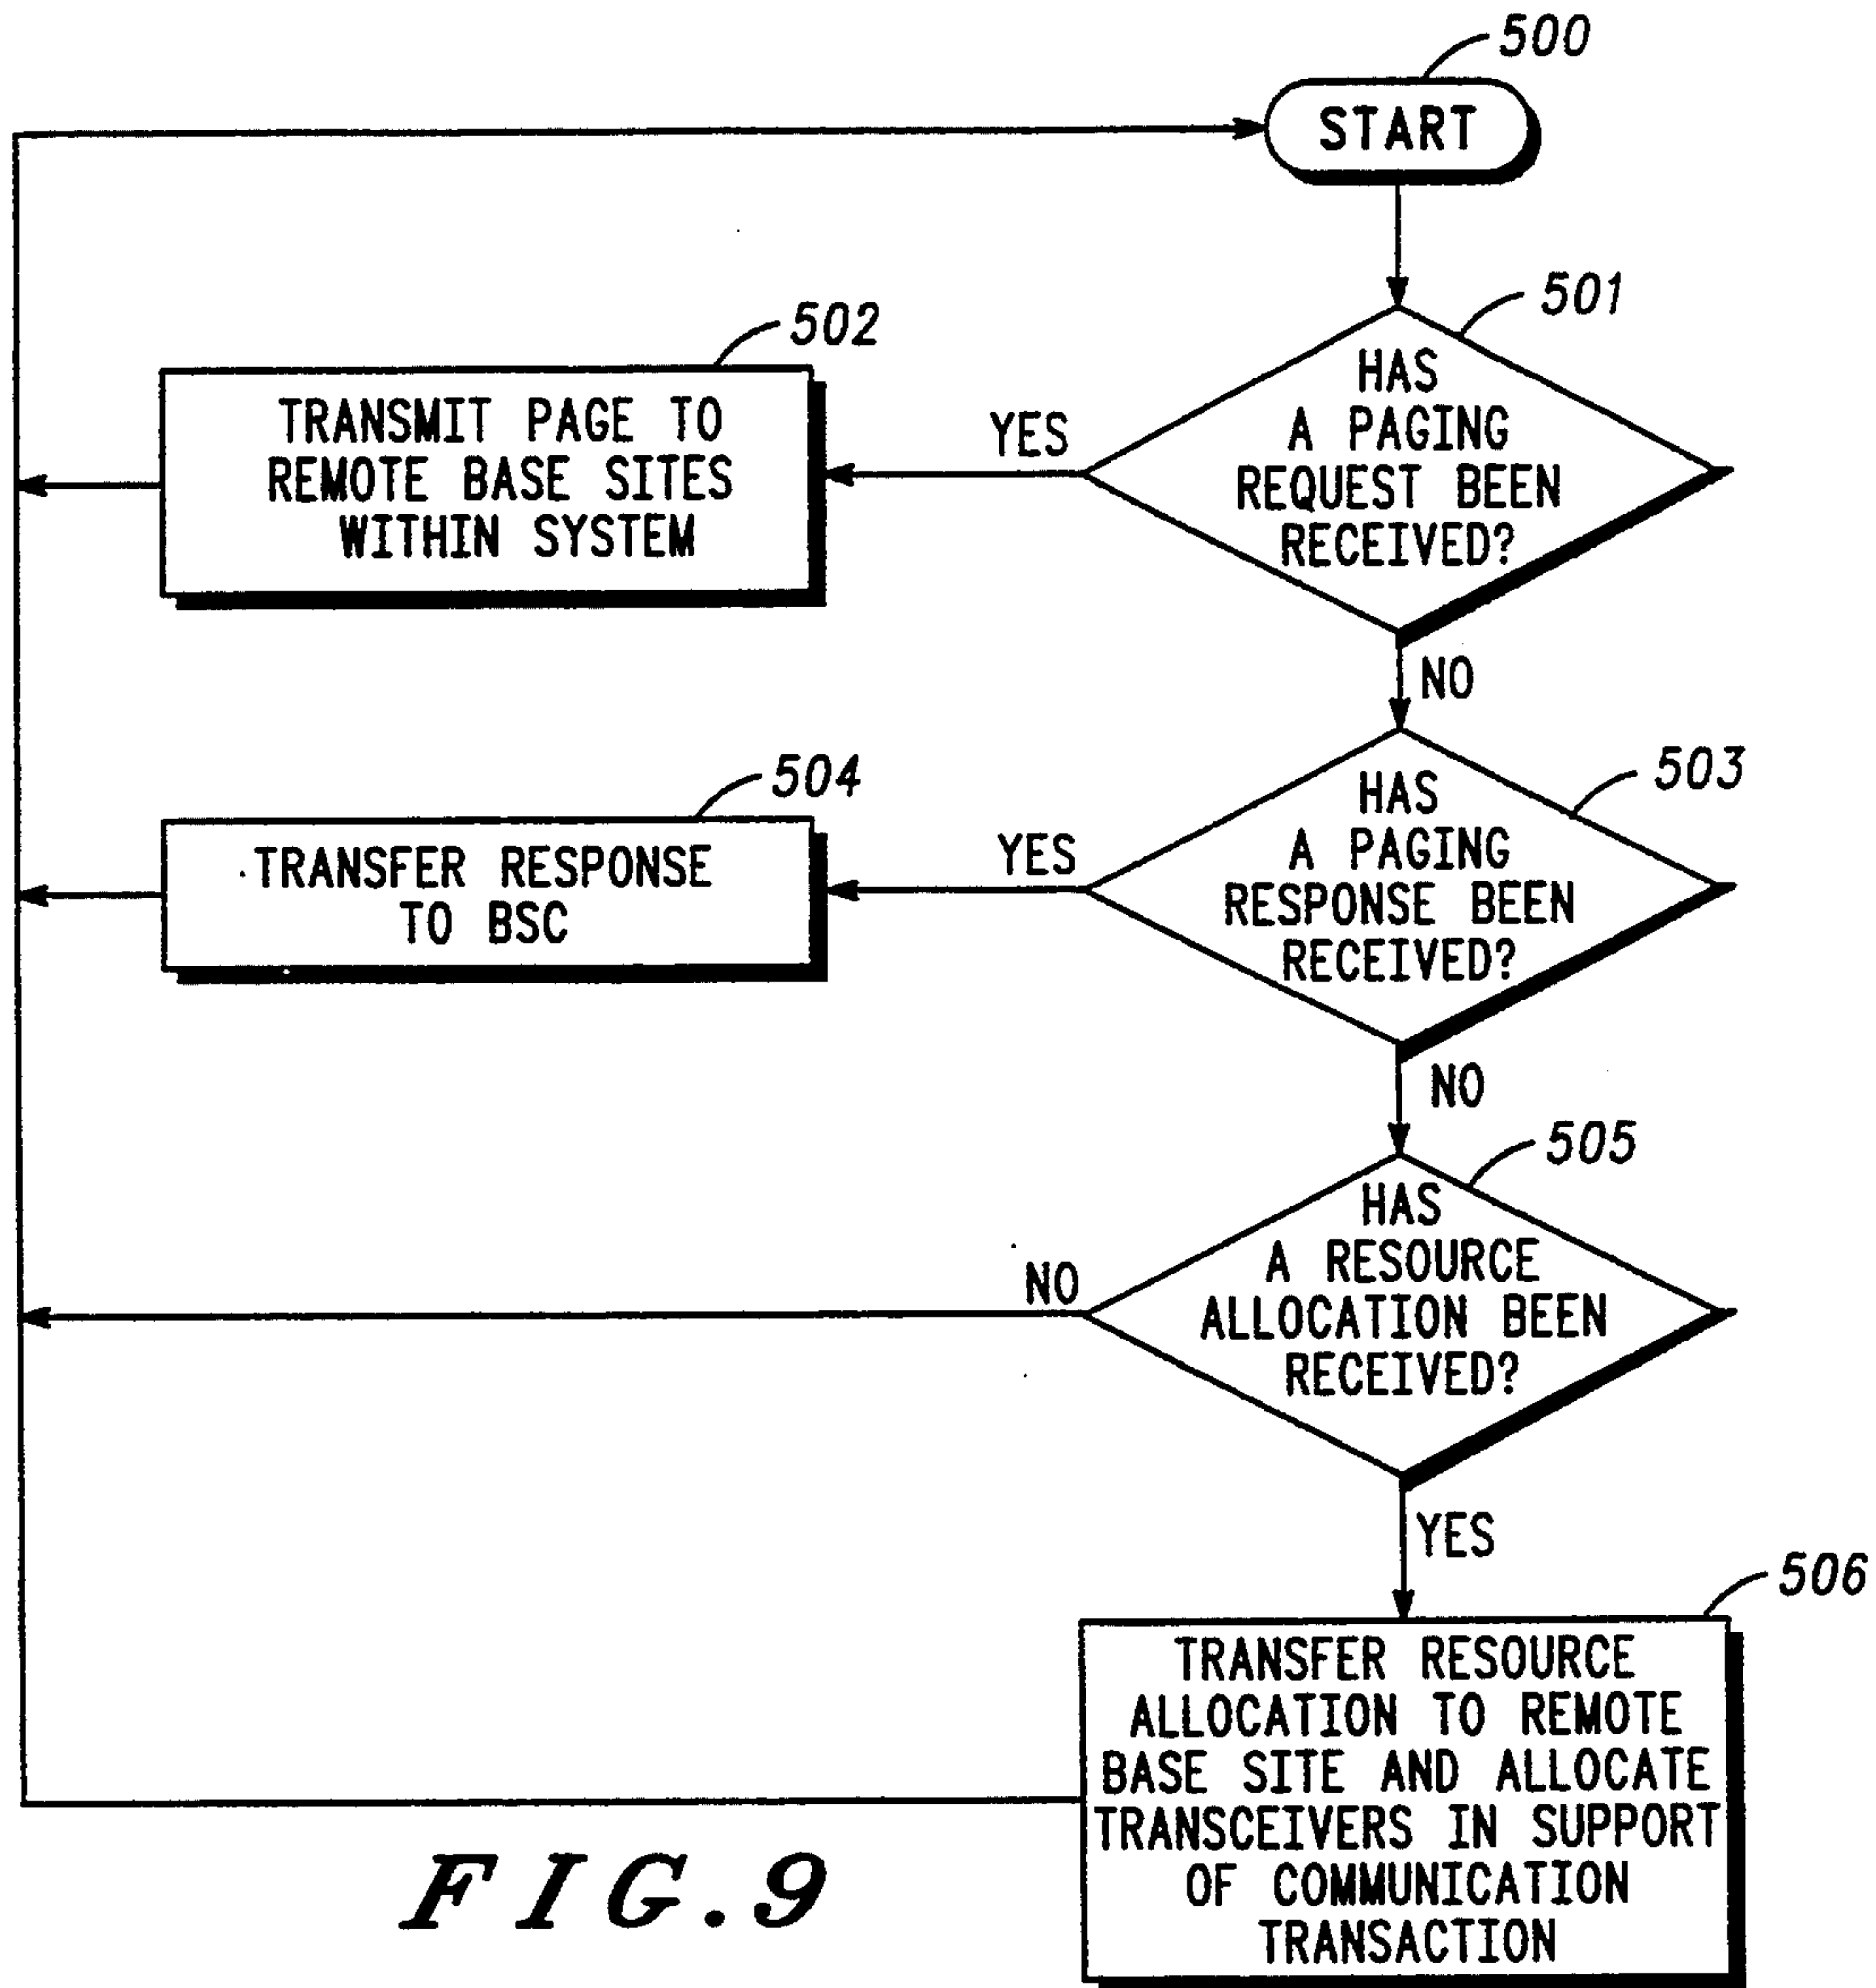 500
START
501
HAS
A PAGING
REQUEST BEEN
RECEIVED?
YES
502
TRANSMIT PAGE TO
REMOTE BASE SITES
WITHIN SYSTEM
NO
503
HAS
A PAGING
RESPONSE BEEN
RECEIVED?
YES
504
TRANSFER RESPONSE
TO BSC
NO
505
HAS
A RESOURCE
ALLOCATION BEEN
RECEIVED?
NO
YES
506
TRANSFER RESOURCE
ALLOCATION TO REMOTE
BASE SITE AND ALLOCATE
TRANSCEIVERS IN SUPPORT
OF COMMUNICATION
TRANSACTION
FIG.9